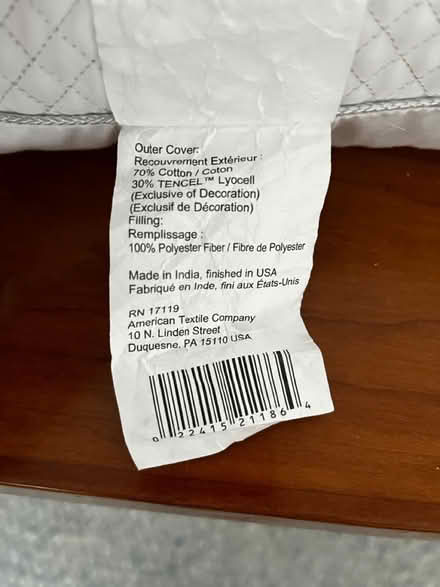 Outer Cover:
Recouvrement Extérieur :
70% Cotton / Coton
30% TENCEL™ Lyocell
(Exclusive of Decoration)
(Exclusif de Décoration)
Filling:
Remplissage :
100% Polyester Fiber / Fibre de Polyester
Made in India, finished in USA
Fabriqué en Inde, fini aux États-Unis
RN 17119
American Textile Company
10 N. Linden Street
Duquesne, PA 15110 USA
0 22415 21186 4